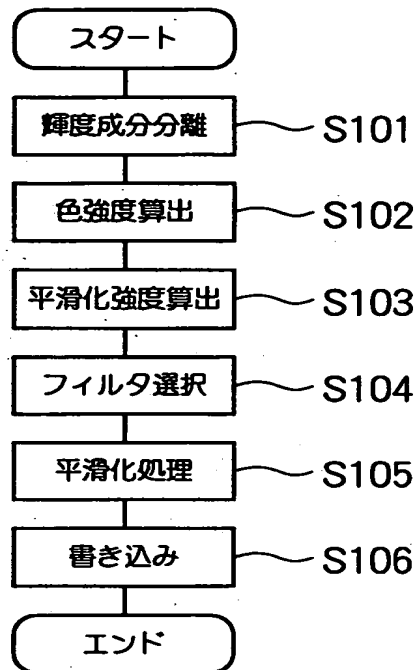 スタート
輝度成分分離 S101
色強度算出 S102
平滑化強度算出 S103
フィルタ選択 S104
平滑化処理 S105
書き込み S106
エンド